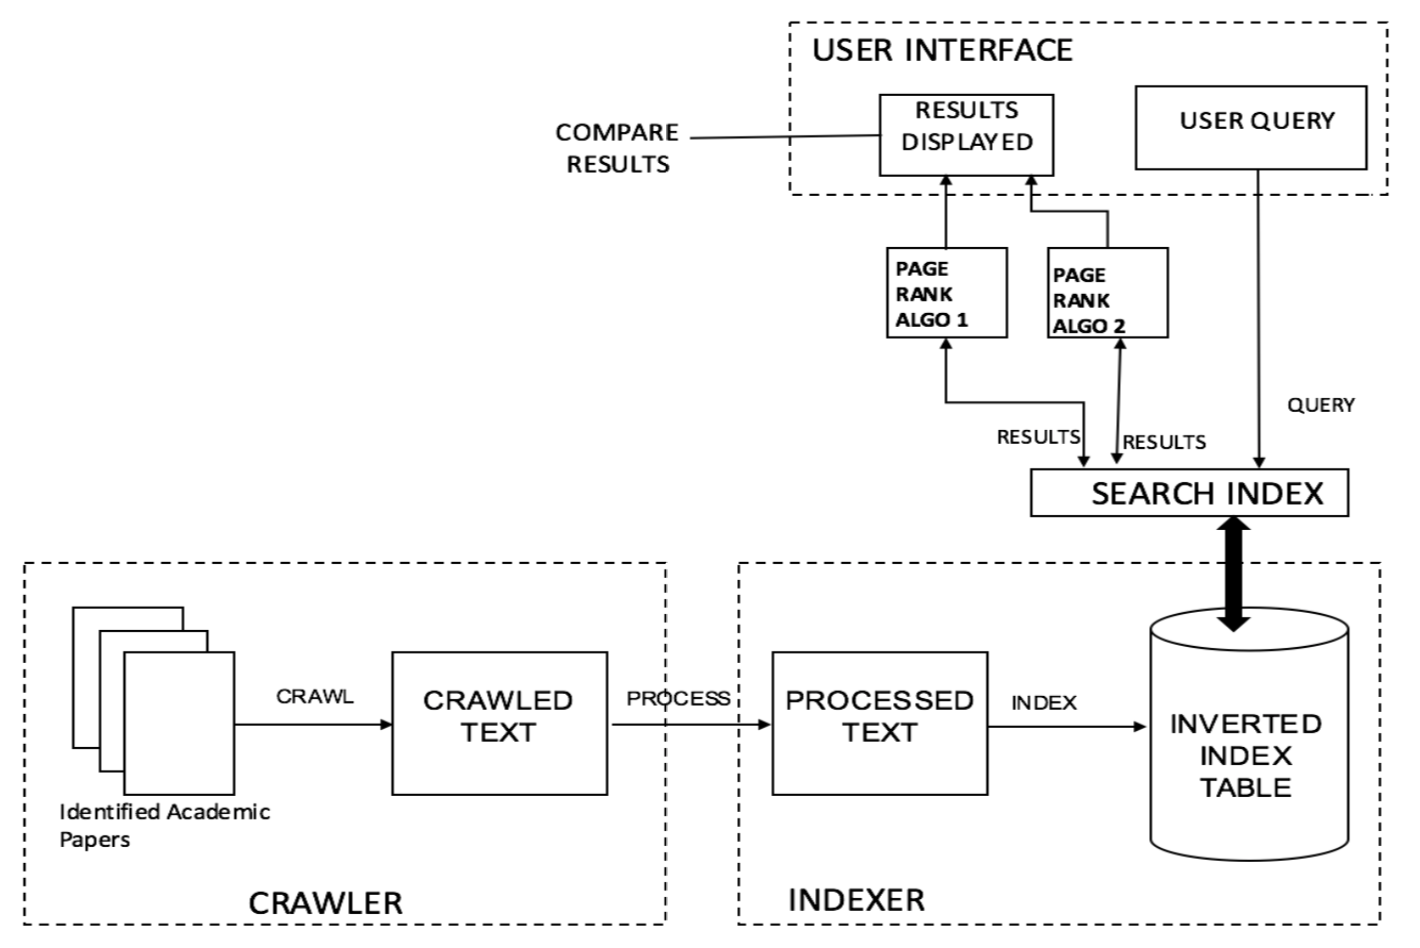 USER INTERFACE
RESULTS
DISPLAYED
USER QUERY
COMPARE
RESULTS
PAGE
RANK
ALGO 1
PAGE
RANK
ALGO 2
QUERY
RESULTS
RESULTS
SEARCH INDEX
CRAWL
CRAWLED
TEXT
PROCESS
PROCESSED
TEXT
INDEX
INVERTED
INDEX
TABLE
Identified Academic
Papers
CRAWLER
INDEXER